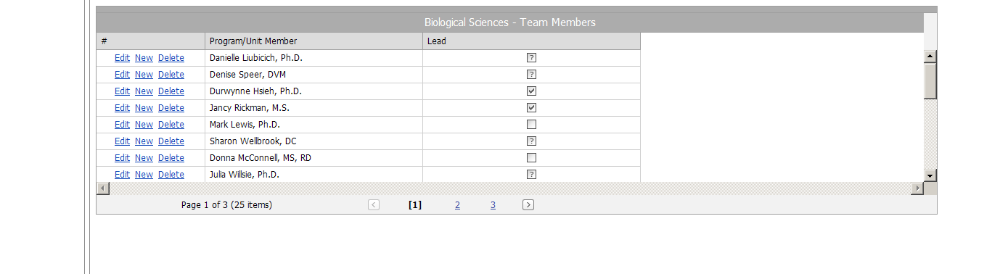 Biological Sciences - Team Members
# Program/Unit Member Lead
Edit New Delete Danielle Liubicich, Ph.D. ?
Edit New Delete Denise Speer, DVM ?
Edit New Delete Durwynne Hsieh, Ph.D.
Edit New Delete Jancy Rickman, M.S.
Edit New Delete Mark Lewis, Ph.D.
Edit New Delete Sharon Wellbrook, DC ?
Edit New Delete Donna McConnell, MS, RD
Edit New Delete Julia Willsie, Ph.D. ?
Page 1 of 3 (25 items) < [1] 2 3 >